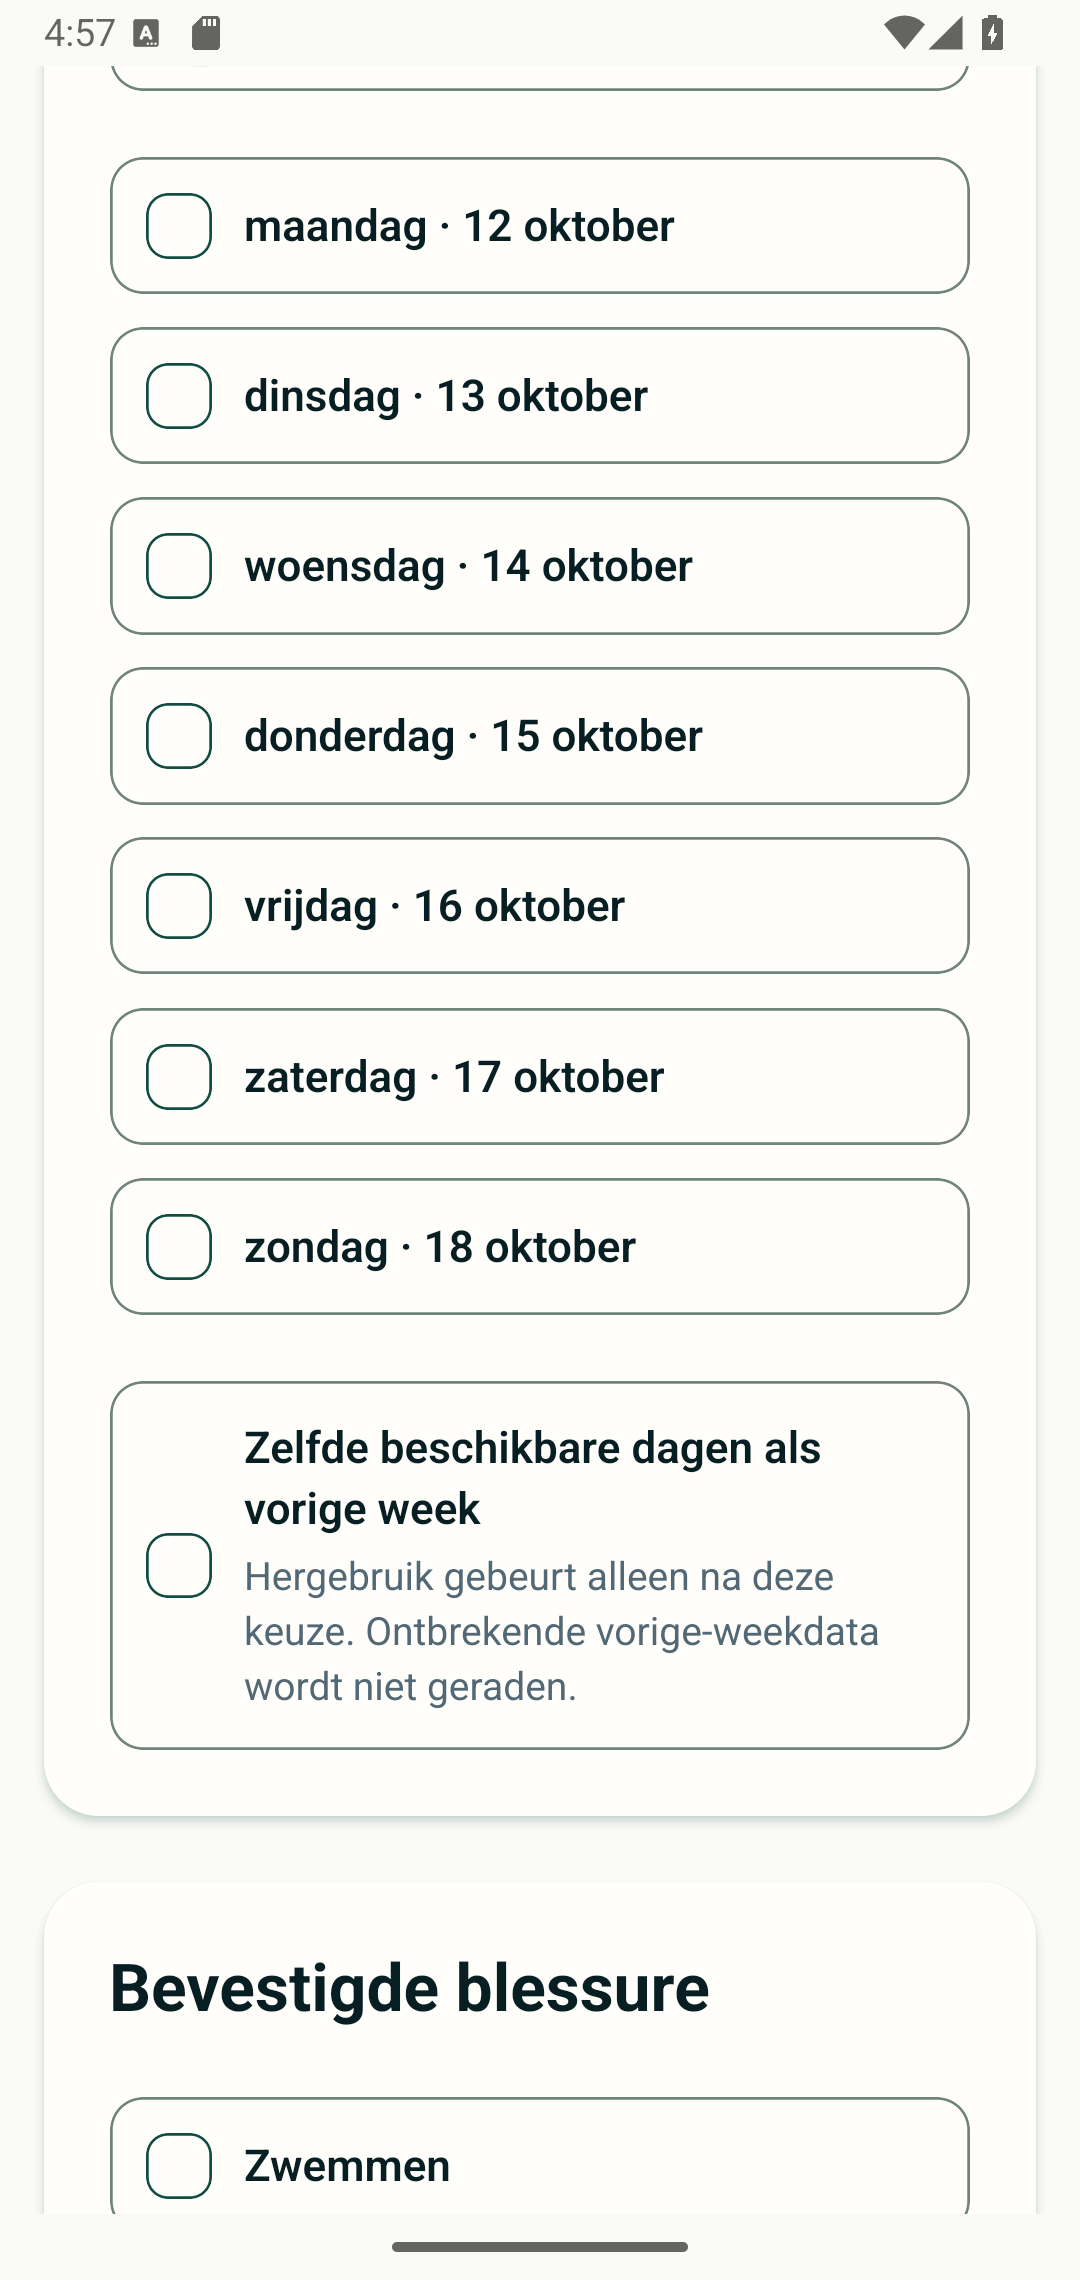 4:57
maandag · 12 oktober
dinsdag · 13 oktober
woensdag · 14 oktober
donderdag · 15 oktober
vrijdag · 16 oktober
zaterdag · 17 oktober
zondag · 18 oktober
Zelfde beschikbare dagen als
vorige week
Hergebruik gebeurt alleen na deze
keuze. Ontbrekende vorige-weekdata
wordt niet geraden.
Bevestigde blessure
Zwemmen